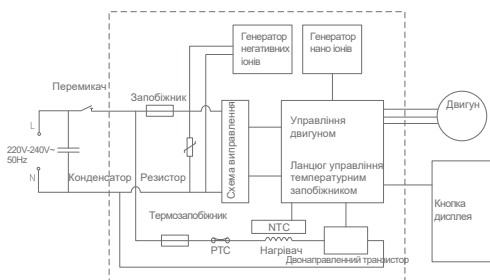 Генератор
негативних
іонів
Генератор
нано іонів
Перемикач
Запобіжник
L
220V-240V~
50Hz
N
Конденсатор
Резистор
Схема виправлення
Управління
двигуном
Ланцюг управління
температурним
запобіжником
Двигун
Кнопка
дисплея
Термозапобіжник
PTC
Нагрівач
NTC
Двонаправлений транзистор